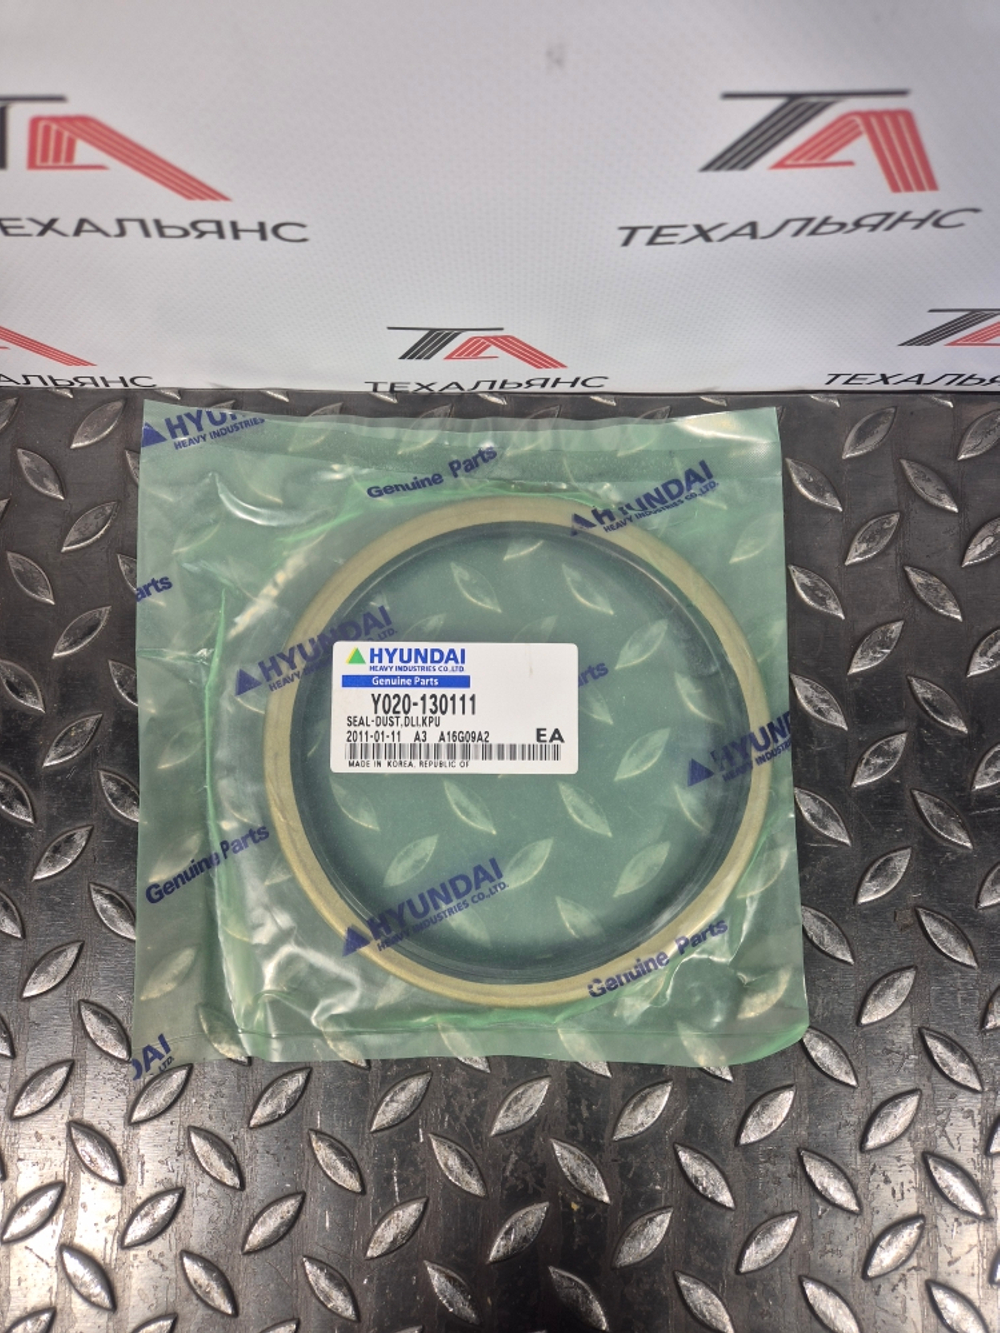 ТЕХАЛЬЯНС
ТЕХАЛЬЯНС
ТЕХАЛЬЯНС
HYUNDAI
HEAVY INDUSTRIES
Genuine Parts
HYUNDAI
HEAVY INDUSTRIES CO.,LTD.
HYUNDAI
HYUNDAI
HEAVY INDUSTRIES CO.,LTD.
Genuine Parts
Y020-130111
SEAL-DUST,DLI,KPU
2011-01-11 A3 A16G09A2
EA
MADE IN KOREA, REPUBLIC OF
Genuine Parts
HYUNDAI
HEAVY INDUSTRIES CO.,LTD.
Genuine Parts